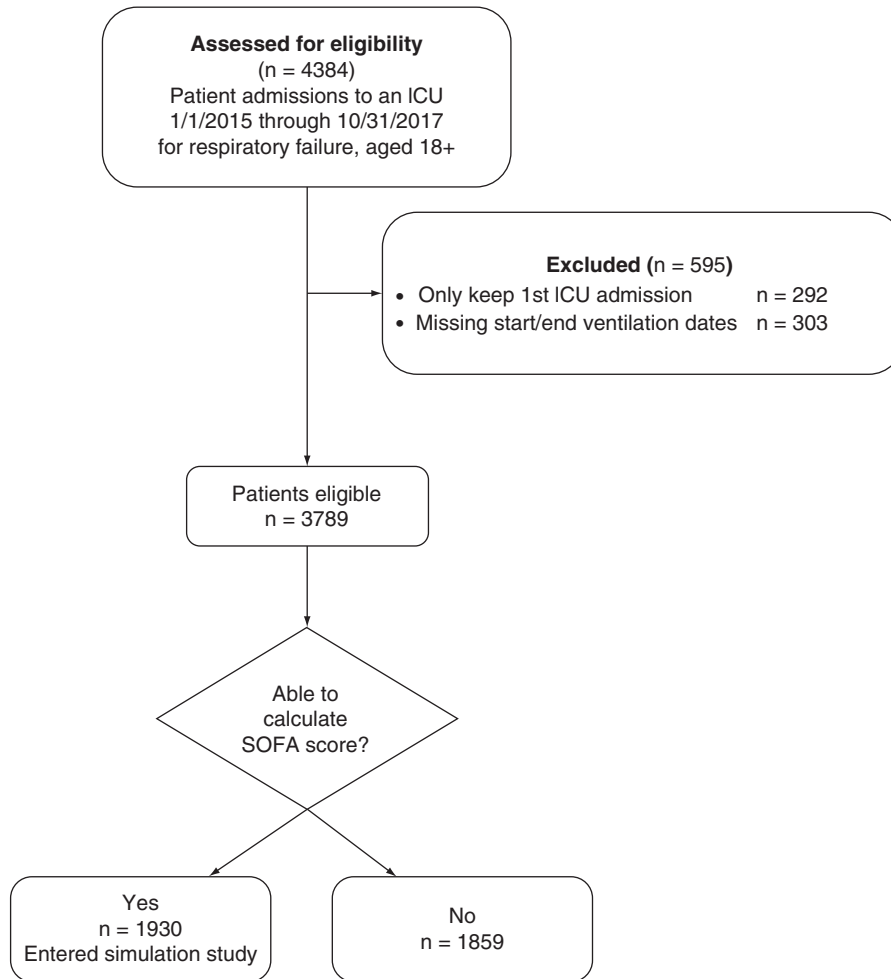 Assessed for eligibility
(n = 4384)
Patient admissions to an ICU
1/1/2015 through 10/31/2017
for respiratory failure, aged 18+
Excluded (n = 595)
• Only keep 1st ICU admission n = 292
• Missing start/end ventilation dates n = 303
Patients eligible
n = 3789
Able to
calculate
SOFA score?
Yes
n = 1930
Entered simulation study
No
n = 1859